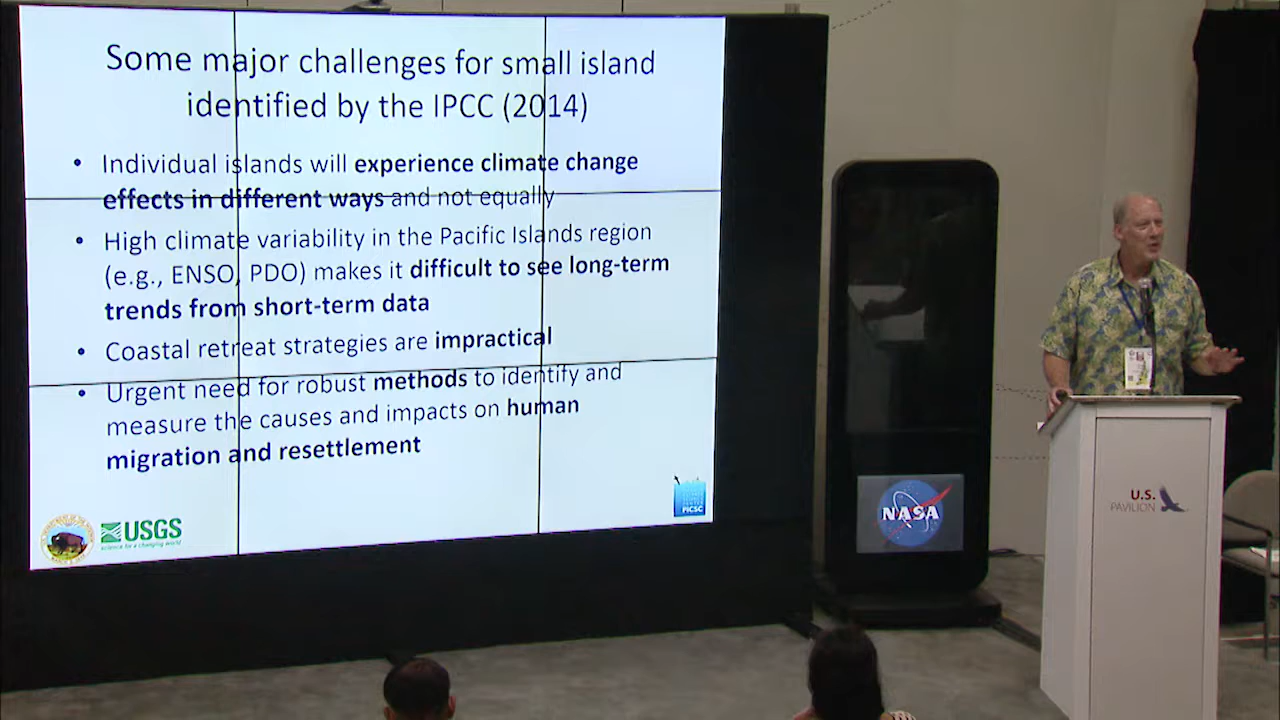 Some major challenges for small island
identified by the IPCC (2014)
• Individual islands will experience climate change
effects in different ways and not equally
• High climate variability in the Pacific Islands region
(e.g., ENSO, PDO) makes it difficult to see long-term
trends from short-term data
• Coastal retreat strategies are impractical
• Urgent need for robust methods to identify and
measure the causes and impacts on human
migration and resettlement
USGS
science for a changing world
PICSC
NASA
U.S.
PAVILION